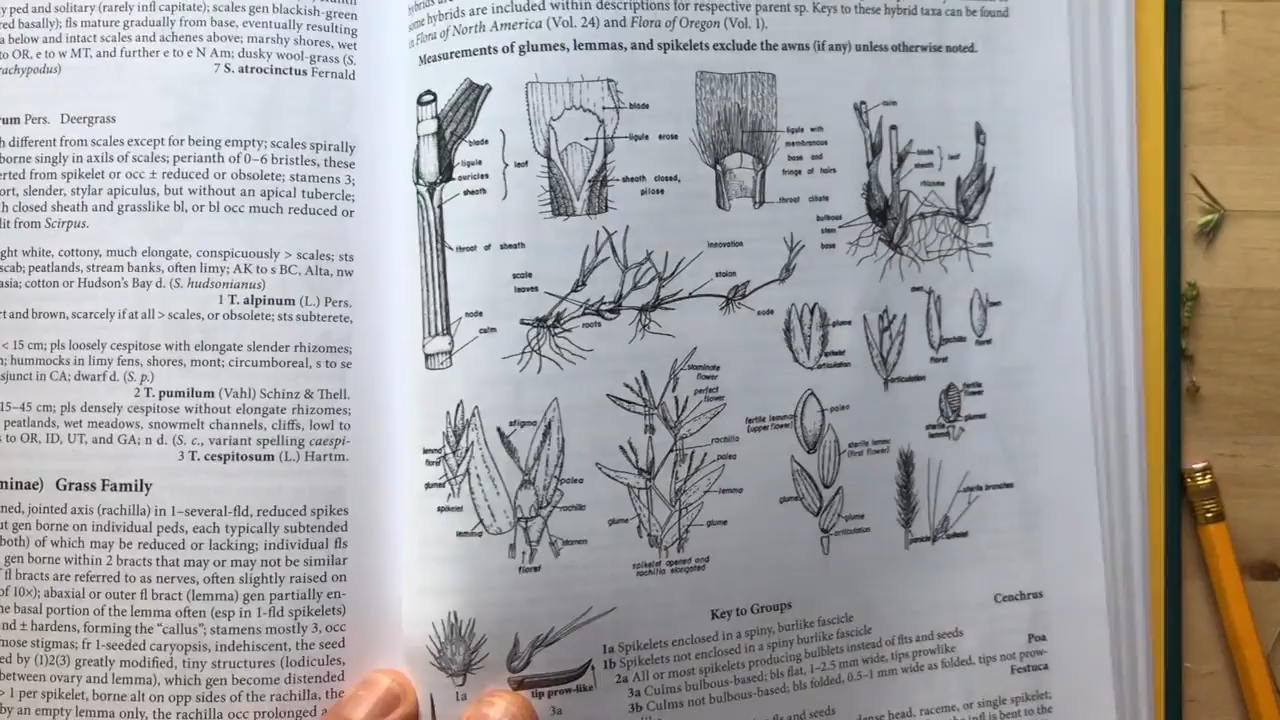 y ped and solitary (rarely infl capitate); scales gen blackish-green
red basally); fls mature gradually from base, eventually resulting
a below and intact scales and achenes above; marshy shores, wet
to OR, e to w MT, and further e to e N Am; dusky wool-grass (S.
rachypodus) 7 S. atrocinctus Fernald
um Pers. Deergrass
h different from scales except for being empty; scales spirally
borne singly in axils of scales; perianth of 0–6 bristles, these
erted from spikelet or occ ± reduced or obsolete; stamens 3;
ort, slender, stylar apiculus, but without an apical tubercle;
h closed sheath and grasslike bl, or bl occ much reduced or
lit from Scirpus.
ght white, cottony, much elongate, conspicuously > scales; sts
scab; peatlands, stream banks, often limy; AK to s BC, Alta, nw
asia; cotton or Hudson's Bay d. (S. hudsonianus)
1 T. alpinum (L.) Pers.
rt and brown, scarcely if at all > scales, or obsolete; sts subterete,
< 15 cm; pls loosely cespitose with elongate slender rhizomes;
n; hummocks in limy fens, shores, mont; circumboreal, s to se
sjunct in CA; dwarf d. (S. p.)
2 T. pumilum (Vahl) Schinz & Thell.
15–45 cm; pls densely cespitose without elongate rhizomes;
peatlands, wet meadows, snowmelt channels, cliffs, lowl to
s to OR, ID, UT, and GA; n d. (S. c., variant spelling caespi-
3 T. cespitosum (L.) Hartm.
minae) Grass Family
ned, jointed axis (rachilla) in 1–several-fld, reduced spikes
ut gen borne on individual peds, each typically subtended
both) of which may be reduced or lacking; individual fls
gen borne within 2 bracts that may or may not be similar
fl bracts are referred to as nerves, often slightly raised on
of 10×); abaxial or outer fl bract (lemma) gen partially en-
he basal portion of the lemma often (esp in 1-fld spikelets)
nd ± hardens, forming the "callus"; stamens mostly 3, occ
mose stigmas; fr 1-seeded caryopsis, indehiscent, the seed
ed by (1)2(3) greatly modified, tiny structures (lodicules,
between ovary and lemma), which gen become distended
> 1 per spikelet, borne alt on opp sides of the rachilla, the
by an empty lemma only, the rachilla occ prolonged a
hybrids are
some hybrids are included within descriptions for respective parent sp. Keys to these hybrid taxa can be found
in Flora of North America (Vol. 24) and Flora of Oregon (Vol. 1).
Measurements of glumes, lemmas, and spikelets exclude the awns (if any) unless otherwise noted.
blade
ligule
auricles
sheath
leaf
throat of sheath
node
culm
blade
ligule erose
sheath closed,
pilose
ligule with
membranous
base and
fringe of hairs
throat ciliate
culm
blade
sheath
leaf
rhizome
bulbous
stem
base
roots
scale
leaves
roots
innovation
stolon
node
glume
spikelet
articulation
articulation
floret
floret
lemma
floret
glumes
spikelet
lemma
stigma
palea
rachilla
stamen
floret
staminate
flower
perfect
flower
rachilla
palea
lemma
glume
glume
spikelet opened and
rachilla elongated
fertile lemma
(upper flower)
palea
sterile lemma
(first flower)
glume
glume
articulation
fertile
flower
glumes
sterile
lemma
sterile branches
panicle
spikelet
1a
tip prow-like
3a
Key to Groups
1a Spikelets enclosed in a spiny, burlike fascicle Cenchrus
1b Spikelets not enclosed in a spiny burlike fascicle
2a All or most spikelets producing bulblets instead of fls and seeds
3a Culms bulbous-based; bls flat, 1–2.5 mm wide, tips prowlike Poa
3b Culms not bulbous-based; bls folded, 0.5–1 mm wide as folded, tips not prow-
Festuca
fls and seeds
dense head, raceme, or single spikelet;
infl is bent to the